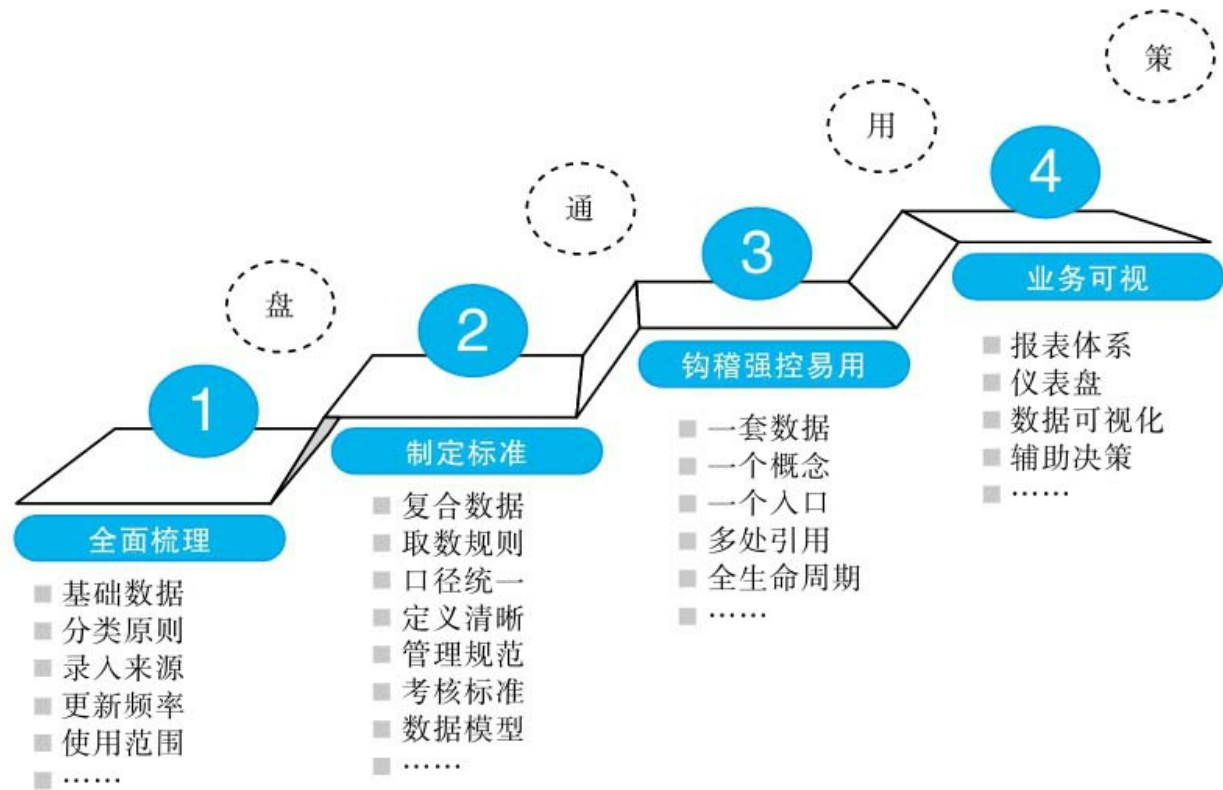 盘
1
全面梳理
基础数据
分类原则
录入来源
更新频率
使用范围
……
通
2
制定标准
复合数据
取数规则
口径统一
定义清晰
管理规范
考核标准
数据模型
……
用
3
钩稽强控易用
一套数据
一个概念
一个入口
多处引用
全生命周期
……
策
4
业务可视
报表体系
仪表盘
数据可视化
辅助决策
……